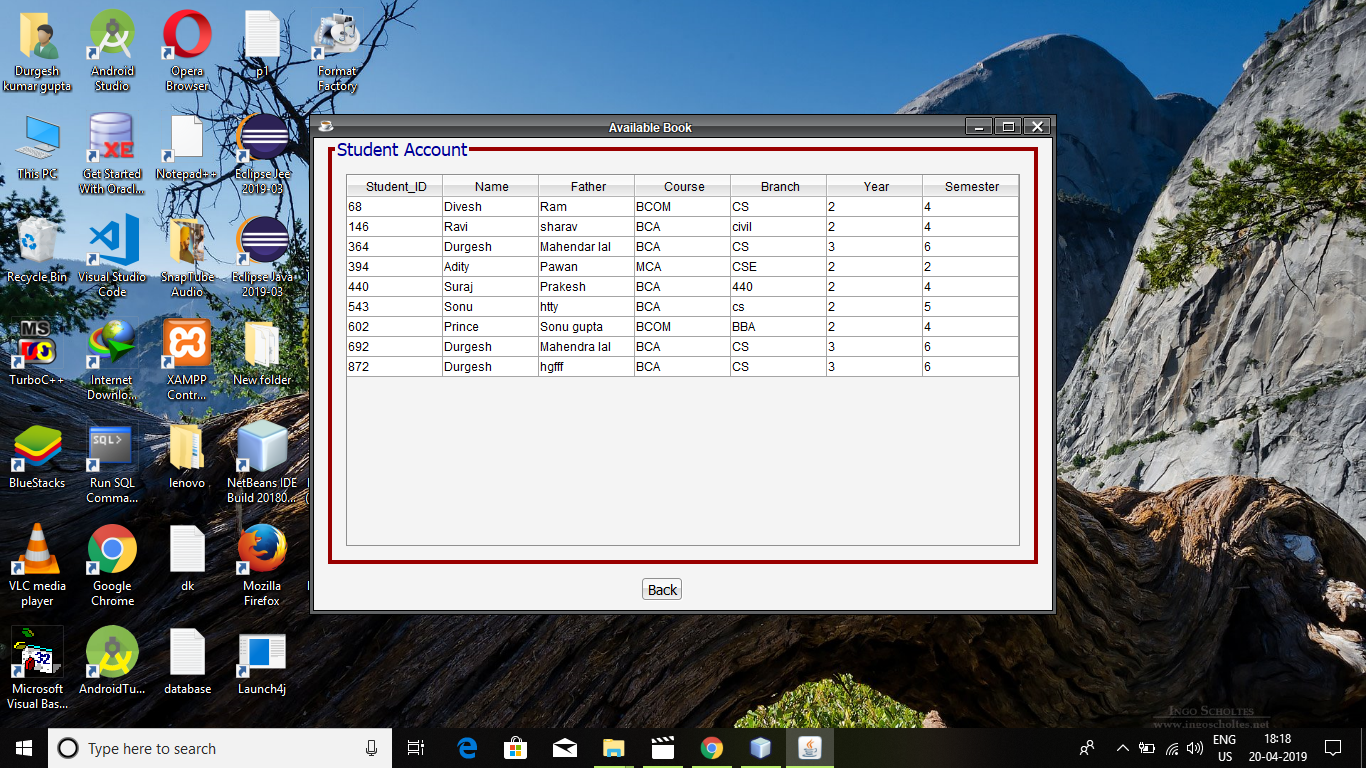 Durgesh
kumar gupta
Android
Studio
Opera
Browser
p1
Format
Factory
This PC
Get Started
With Oracl...
Notepad++
Eclipse Jee
2019-03
Recycle Bin
Visual Studio
Code
SnapTube
Audio
Eclipse Java
2019-03
TurboC++
Internet
Downlo...
XAMPP
Contr...
New folder
BlueStacks
Run SQL
Comma...
lenovo
NetBeans IDE
Build 20180...
VLC media
player
Google
Chrome
dk
Mozilla
Firefox
Microsoft
Visual Bas...
AndroidTu...
database
Launch4j
Available Book
Student Account
Student_ID Name Father Course Branch Year Semester
68 Divesh Ram BCOM CS 2 4
146 Ravi sharav BCA civil 2 4
364 Durgesh Mahendar lal BCA CS 3 6
394 Adity Pawan MCA CSE 2 2
440 Suraj Prakesh BCA 440 2 4
543 Sonu htty BCA cs 2 5
602 Prince Sonu gupta BCOM BBA 2 4
692 Durgesh Mahendra lal BCA CS 3 6
872 Durgesh hgfff BCA CS 3 6
Back
INGO SCHOLTES
www.ingoscholtes.net
Type here to search
ENG
US
18:18
20-04-2019